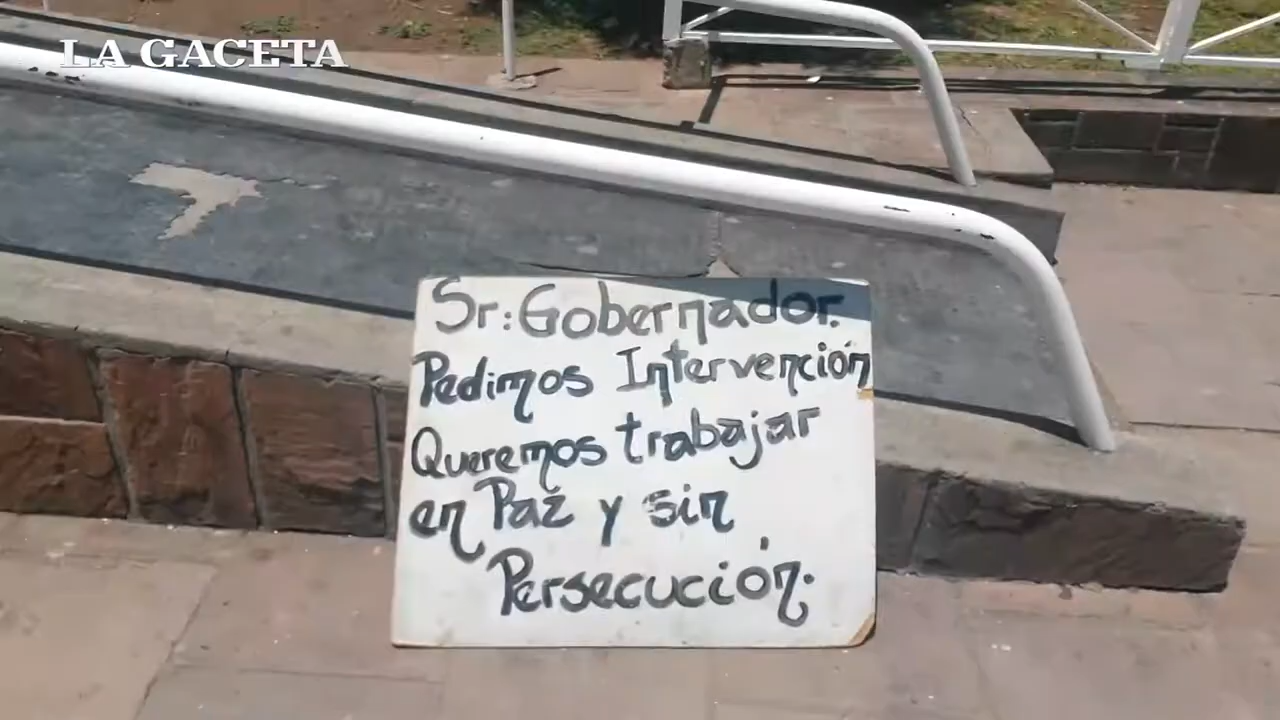 LA GACETA
Sr: Gobernador.
Pedimos Intervención
Queremos trabajar
en Paz y sin
Persecución.